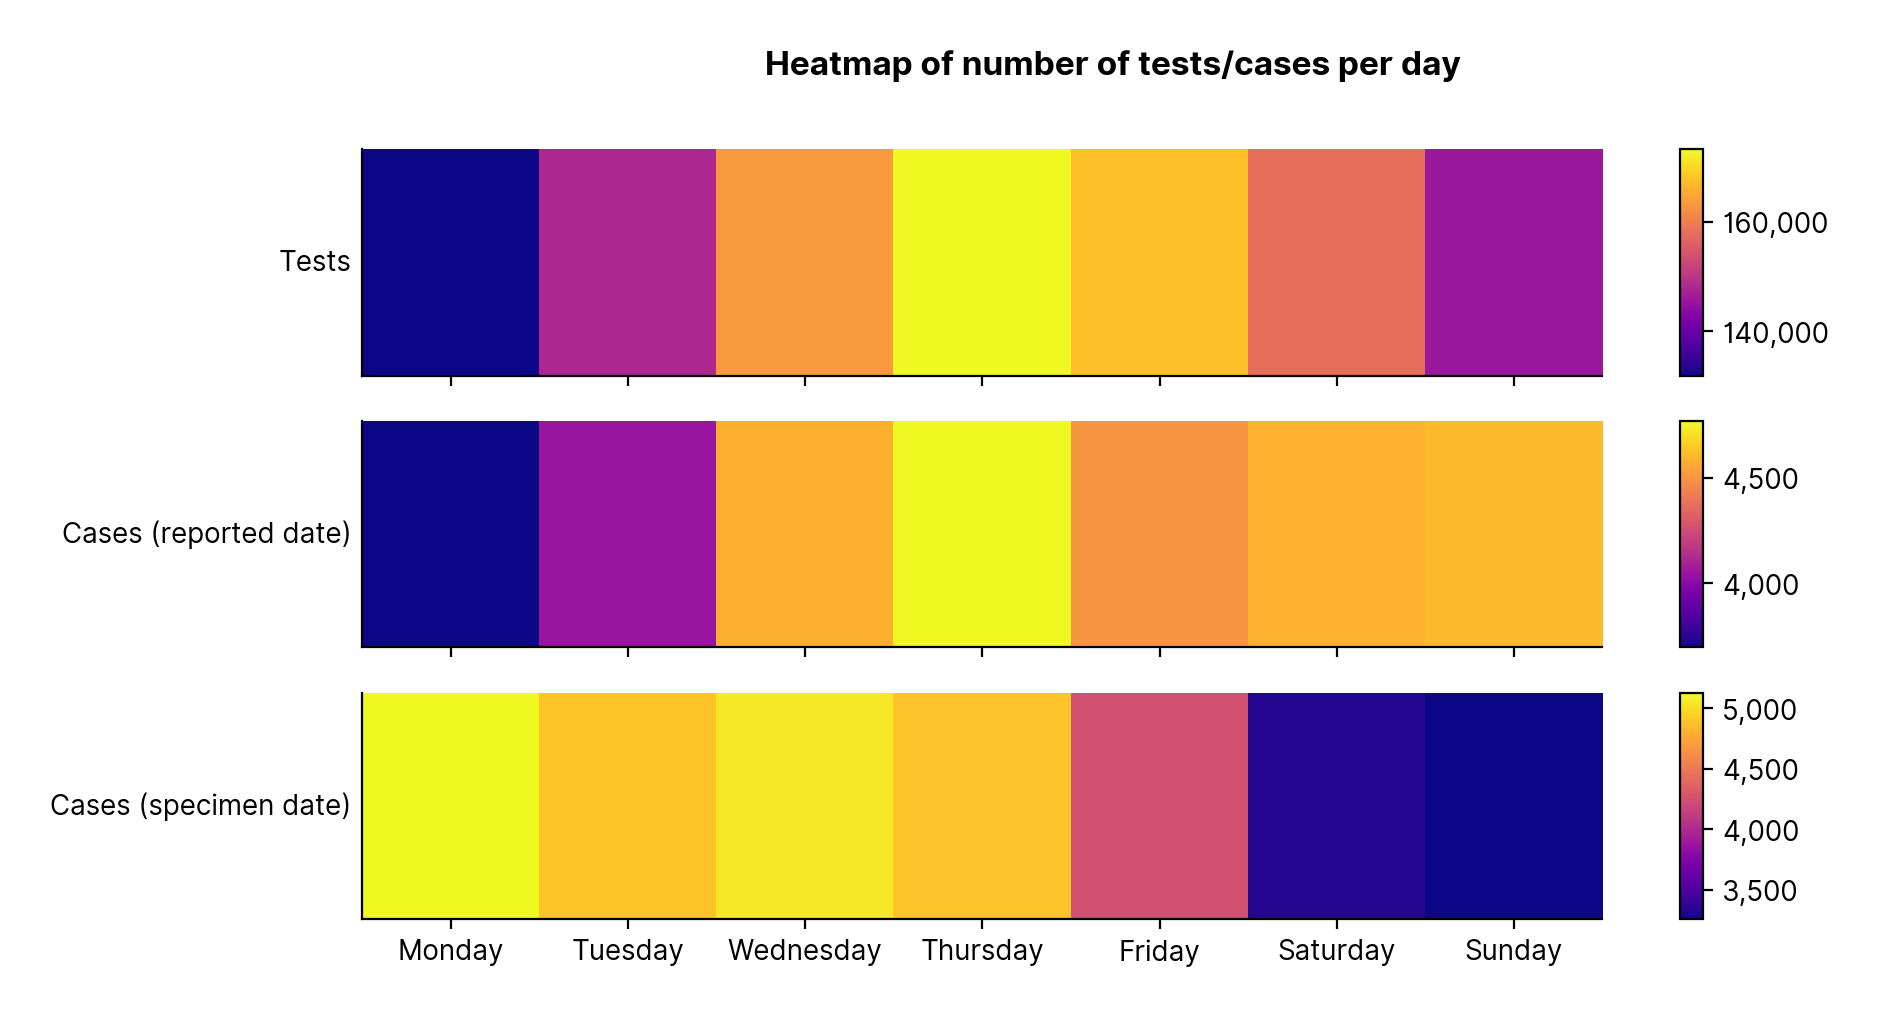 Heatmap of number of tests/cases per day
Tests
160,000
140,000
Cases (reported date)
4,500
4,000
Cases (specimen date)
5,000
4,500
4,000
3,500
Monday Tuesday Wednesday Thursday Friday Saturday Sunday